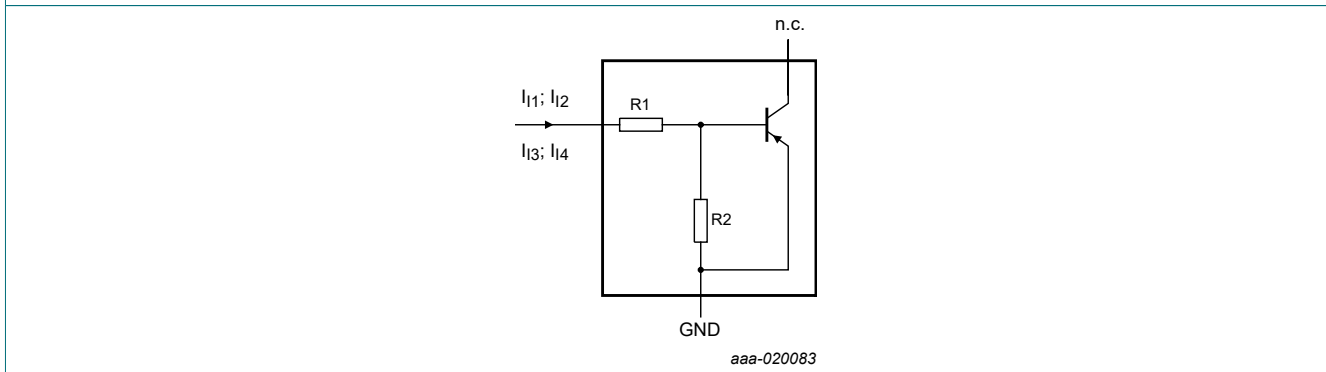 n.c.
I_I1; I_I2
R1
I_I3; I_I4
R2
GND
aaa-020083